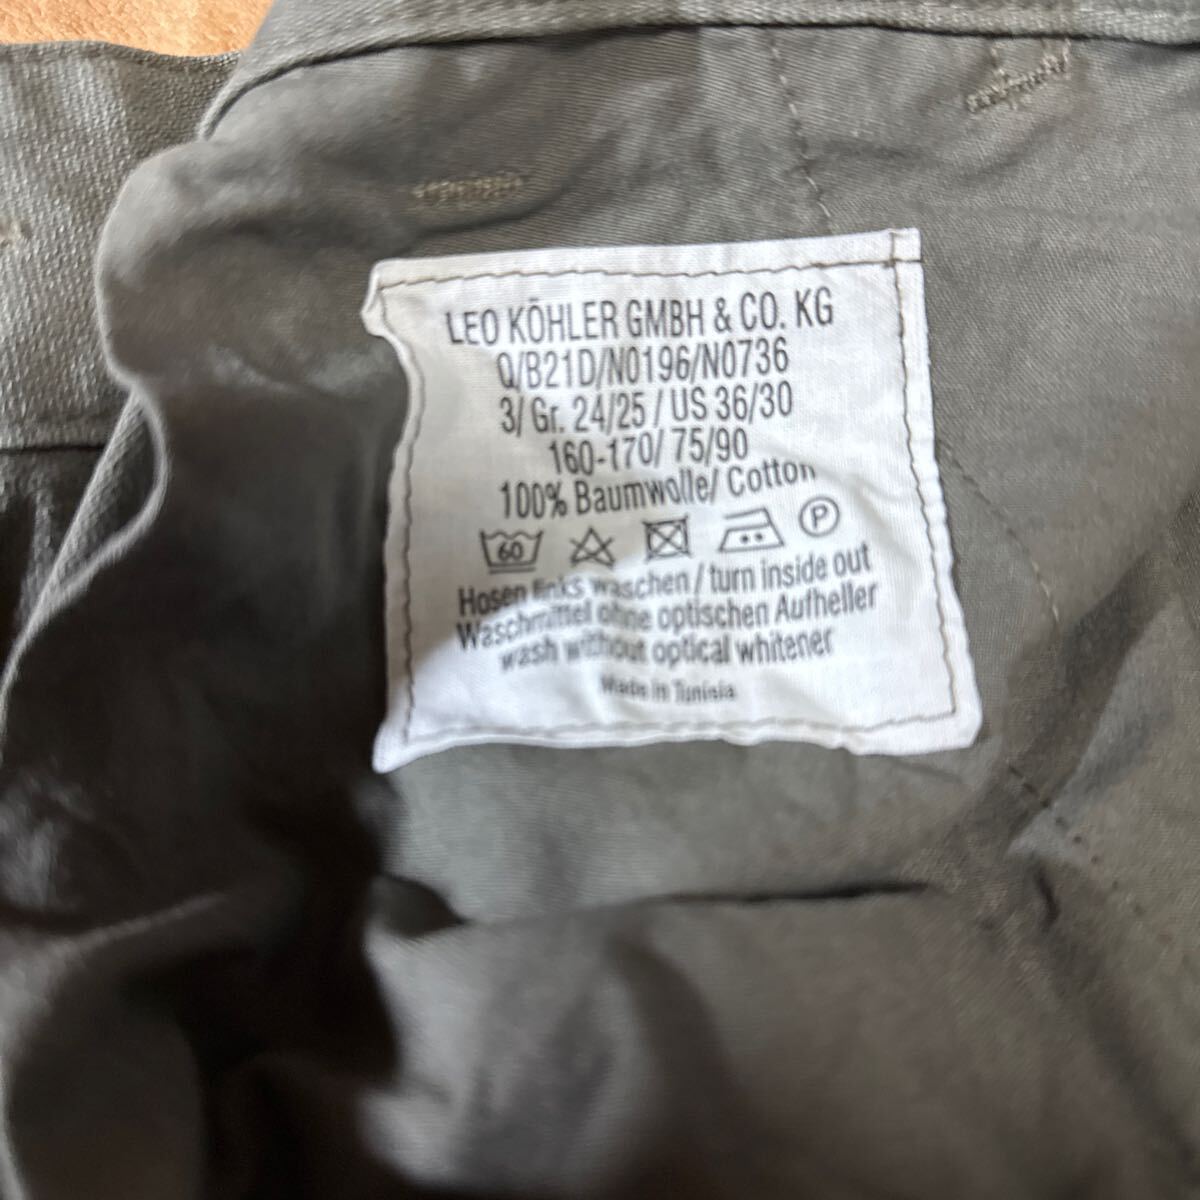 LEO KÖHLER GMBH & CO. KG
Q/B21D/N0196/N0736
3/ Gr. 24/25 / US 36/30
160-170/ 75/90
100% Baumwolle/ Cotton
60 P
Hosen links waschen / turn inside out
Waschmittel ohne optischen Aufheller
wash without optical whitener
Made in Tunisia